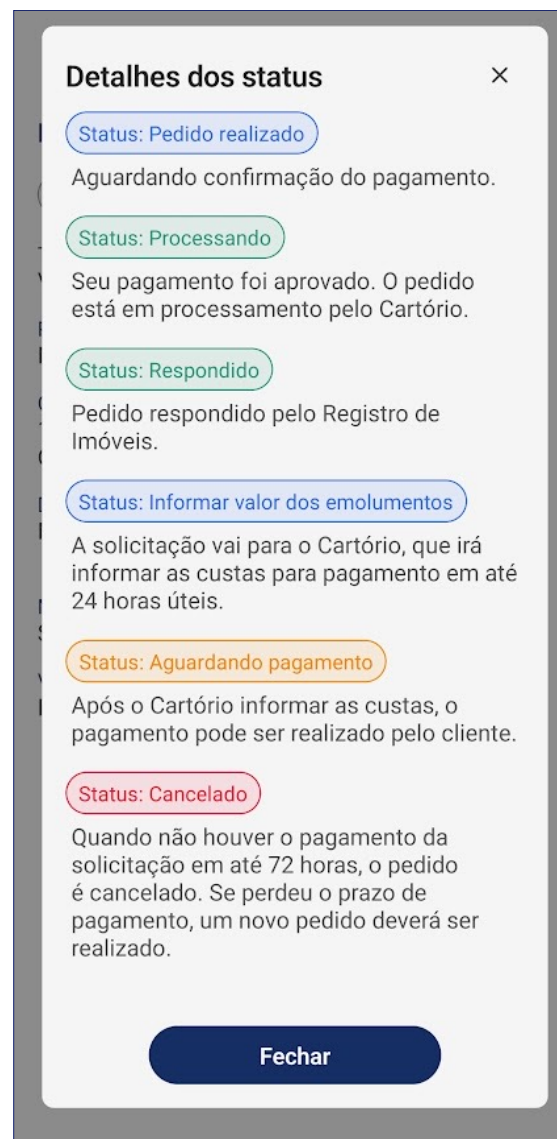 Detalhes dos status
Status: Pedido realizado
Aguardando confirmação do pagamento.
Status: Processando
Seu pagamento foi aprovado. O pedido
está em processamento pelo Cartório.
Status: Respondido
Pedido respondido pelo Registro de
Imóveis.
Status: Informar valor dos emolumentos
A solicitação vai para o Cartório, que irá
informar as custas para pagamento em até
24 horas úteis.
Status: Aguardando pagamento
Após o Cartório informar as custas, o
pagamento pode ser realizado pelo cliente.
Status: Cancelado
Quando não houver o pagamento da
solicitação em até 72 horas, o pedido
é cancelado. Se perdeu o prazo de
pagamento, um novo pedido deverá ser
realizado.
Fechar